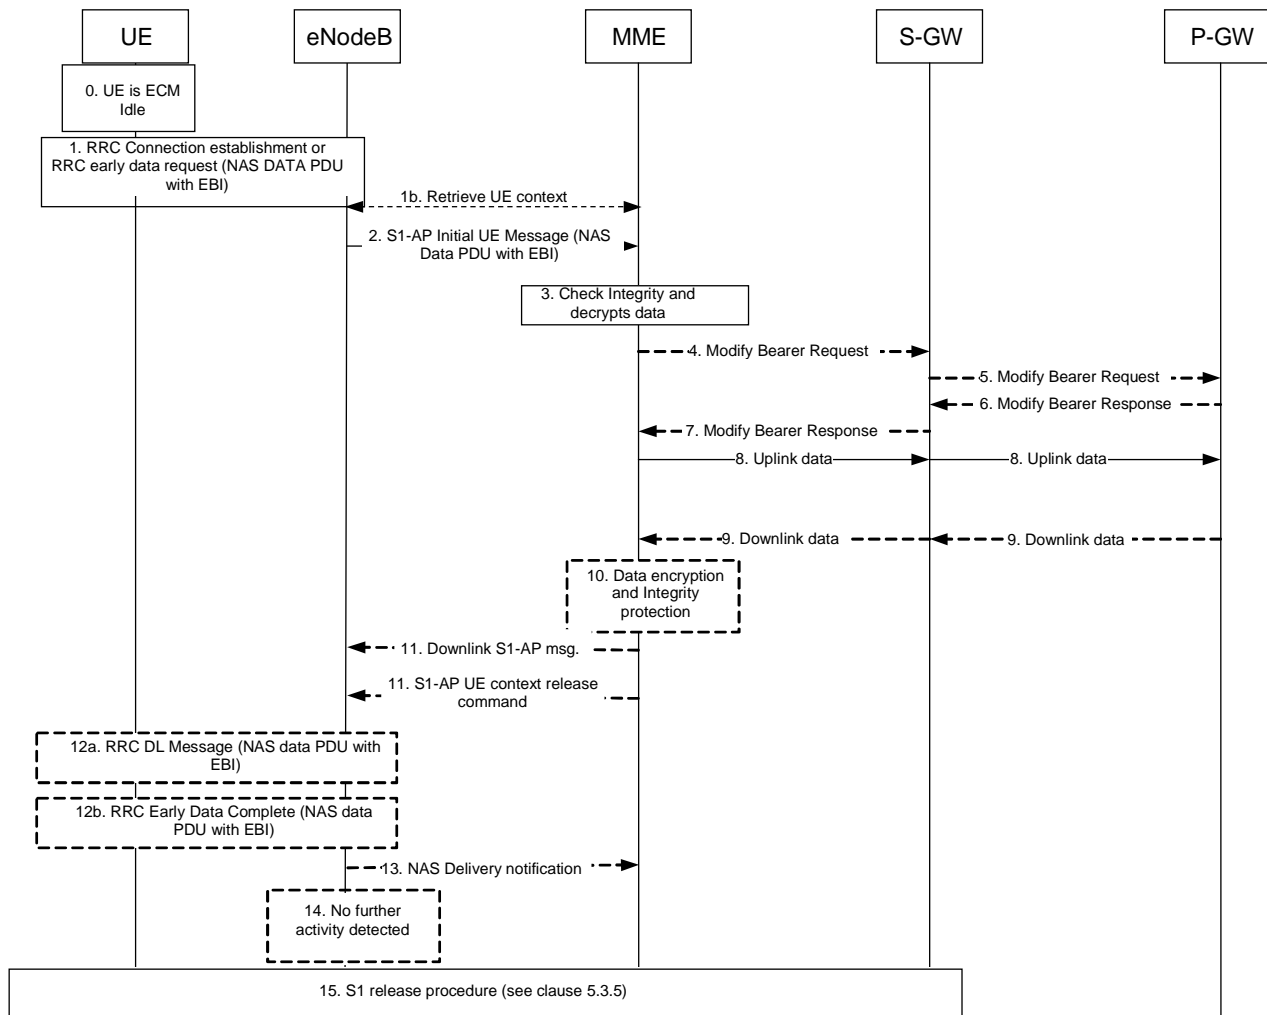 UE
eNodeB
MME
S-GW
P-GW
0. UE is ECM
Idle
1. RRC Connection establishment or
RRC early data request (NAS DATA PDU
with EBI)
1b. Retrieve UE context
2. S1-AP Initial UE Message (NAS
Data PDU with EBI)
3. Check Integrity and
decrypts data
4. Modify Bearer Request
5. Modify Bearer Request
6. Modify Bearer Response
7. Modify Bearer Response
8. Uplink data
8. Uplink data
9. Downlink data
9. Downlink data
10. Data encryption
and Integrity
protection
11. Downlink S1-AP msg.
11. S1-AP UE context release
command
12a. RRC DL Message (NAS data PDU with
EBI)
12b. RRC Early Data Complete (NAS data
PDU with EBI)
13. NAS Delivery notification
14. No further
activity detected
15. S1 release procedure (see clause 5.3.5)